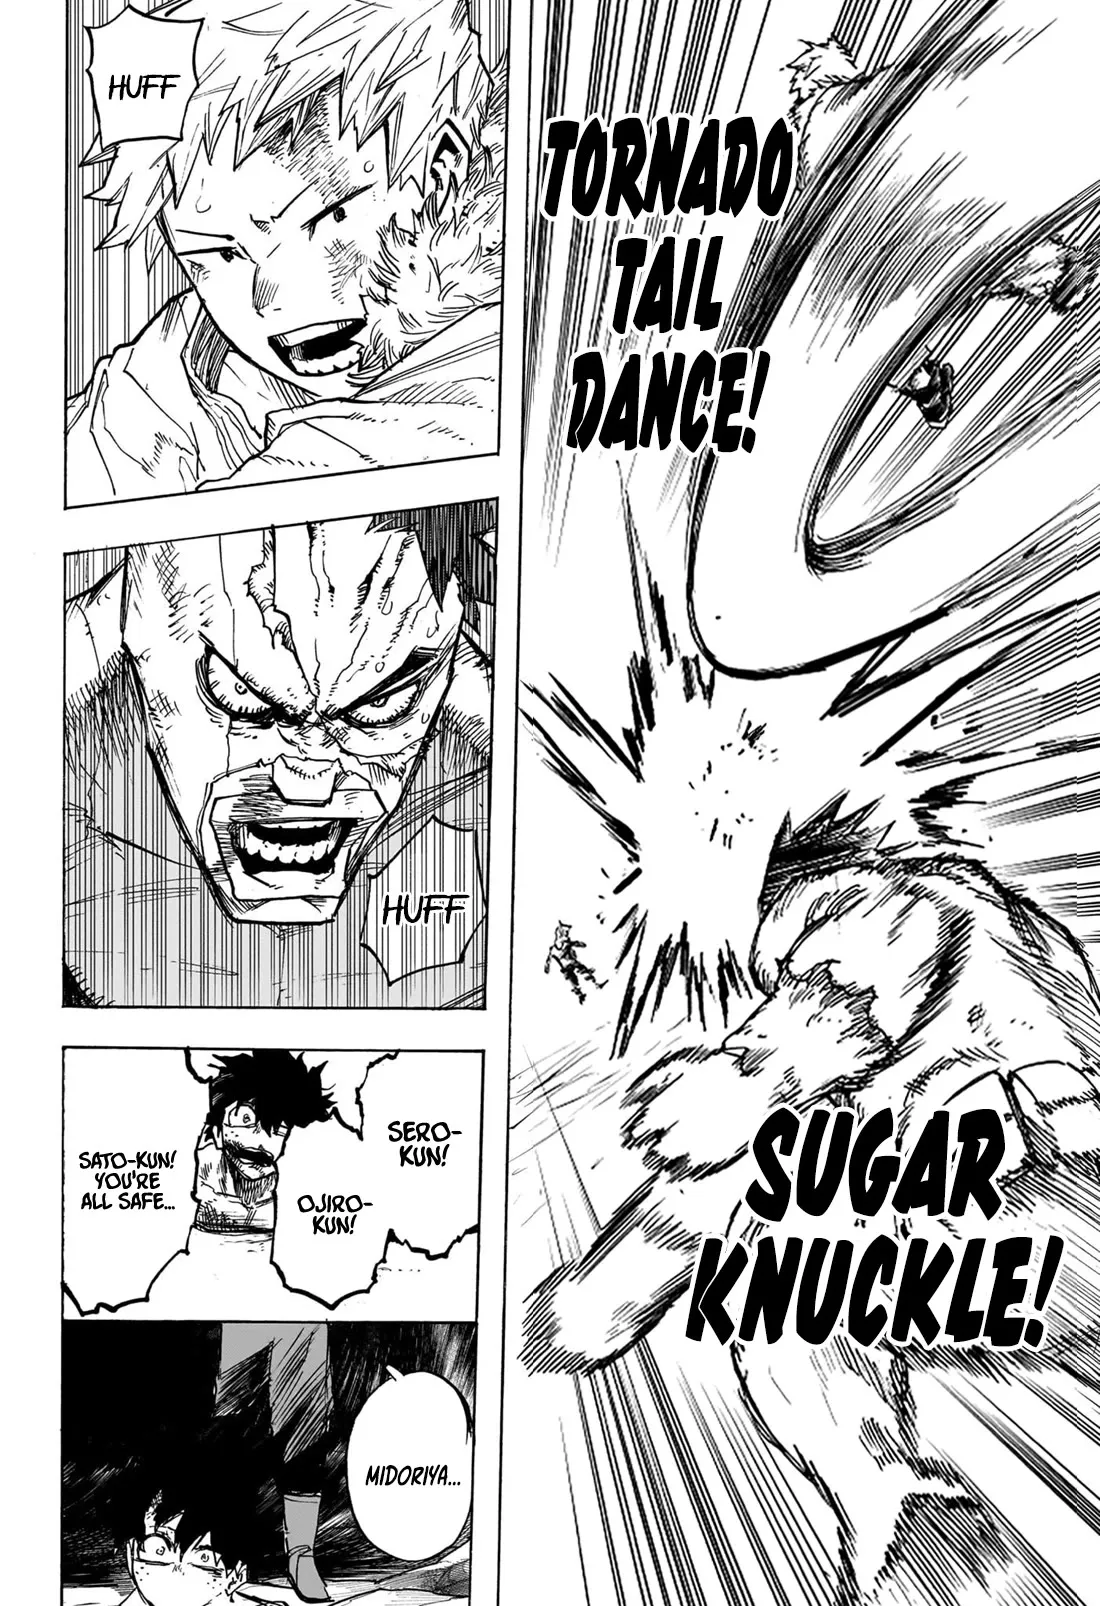 TORNADO
TAIL
DANCE!
SUGAR
KNUCKLE!
HUFF
HUFF
SERO-
KUN!
OJIRO-
KUN!
SATO-KUN!
YOU'RE
ALL SAFE...
MIDORIYA...